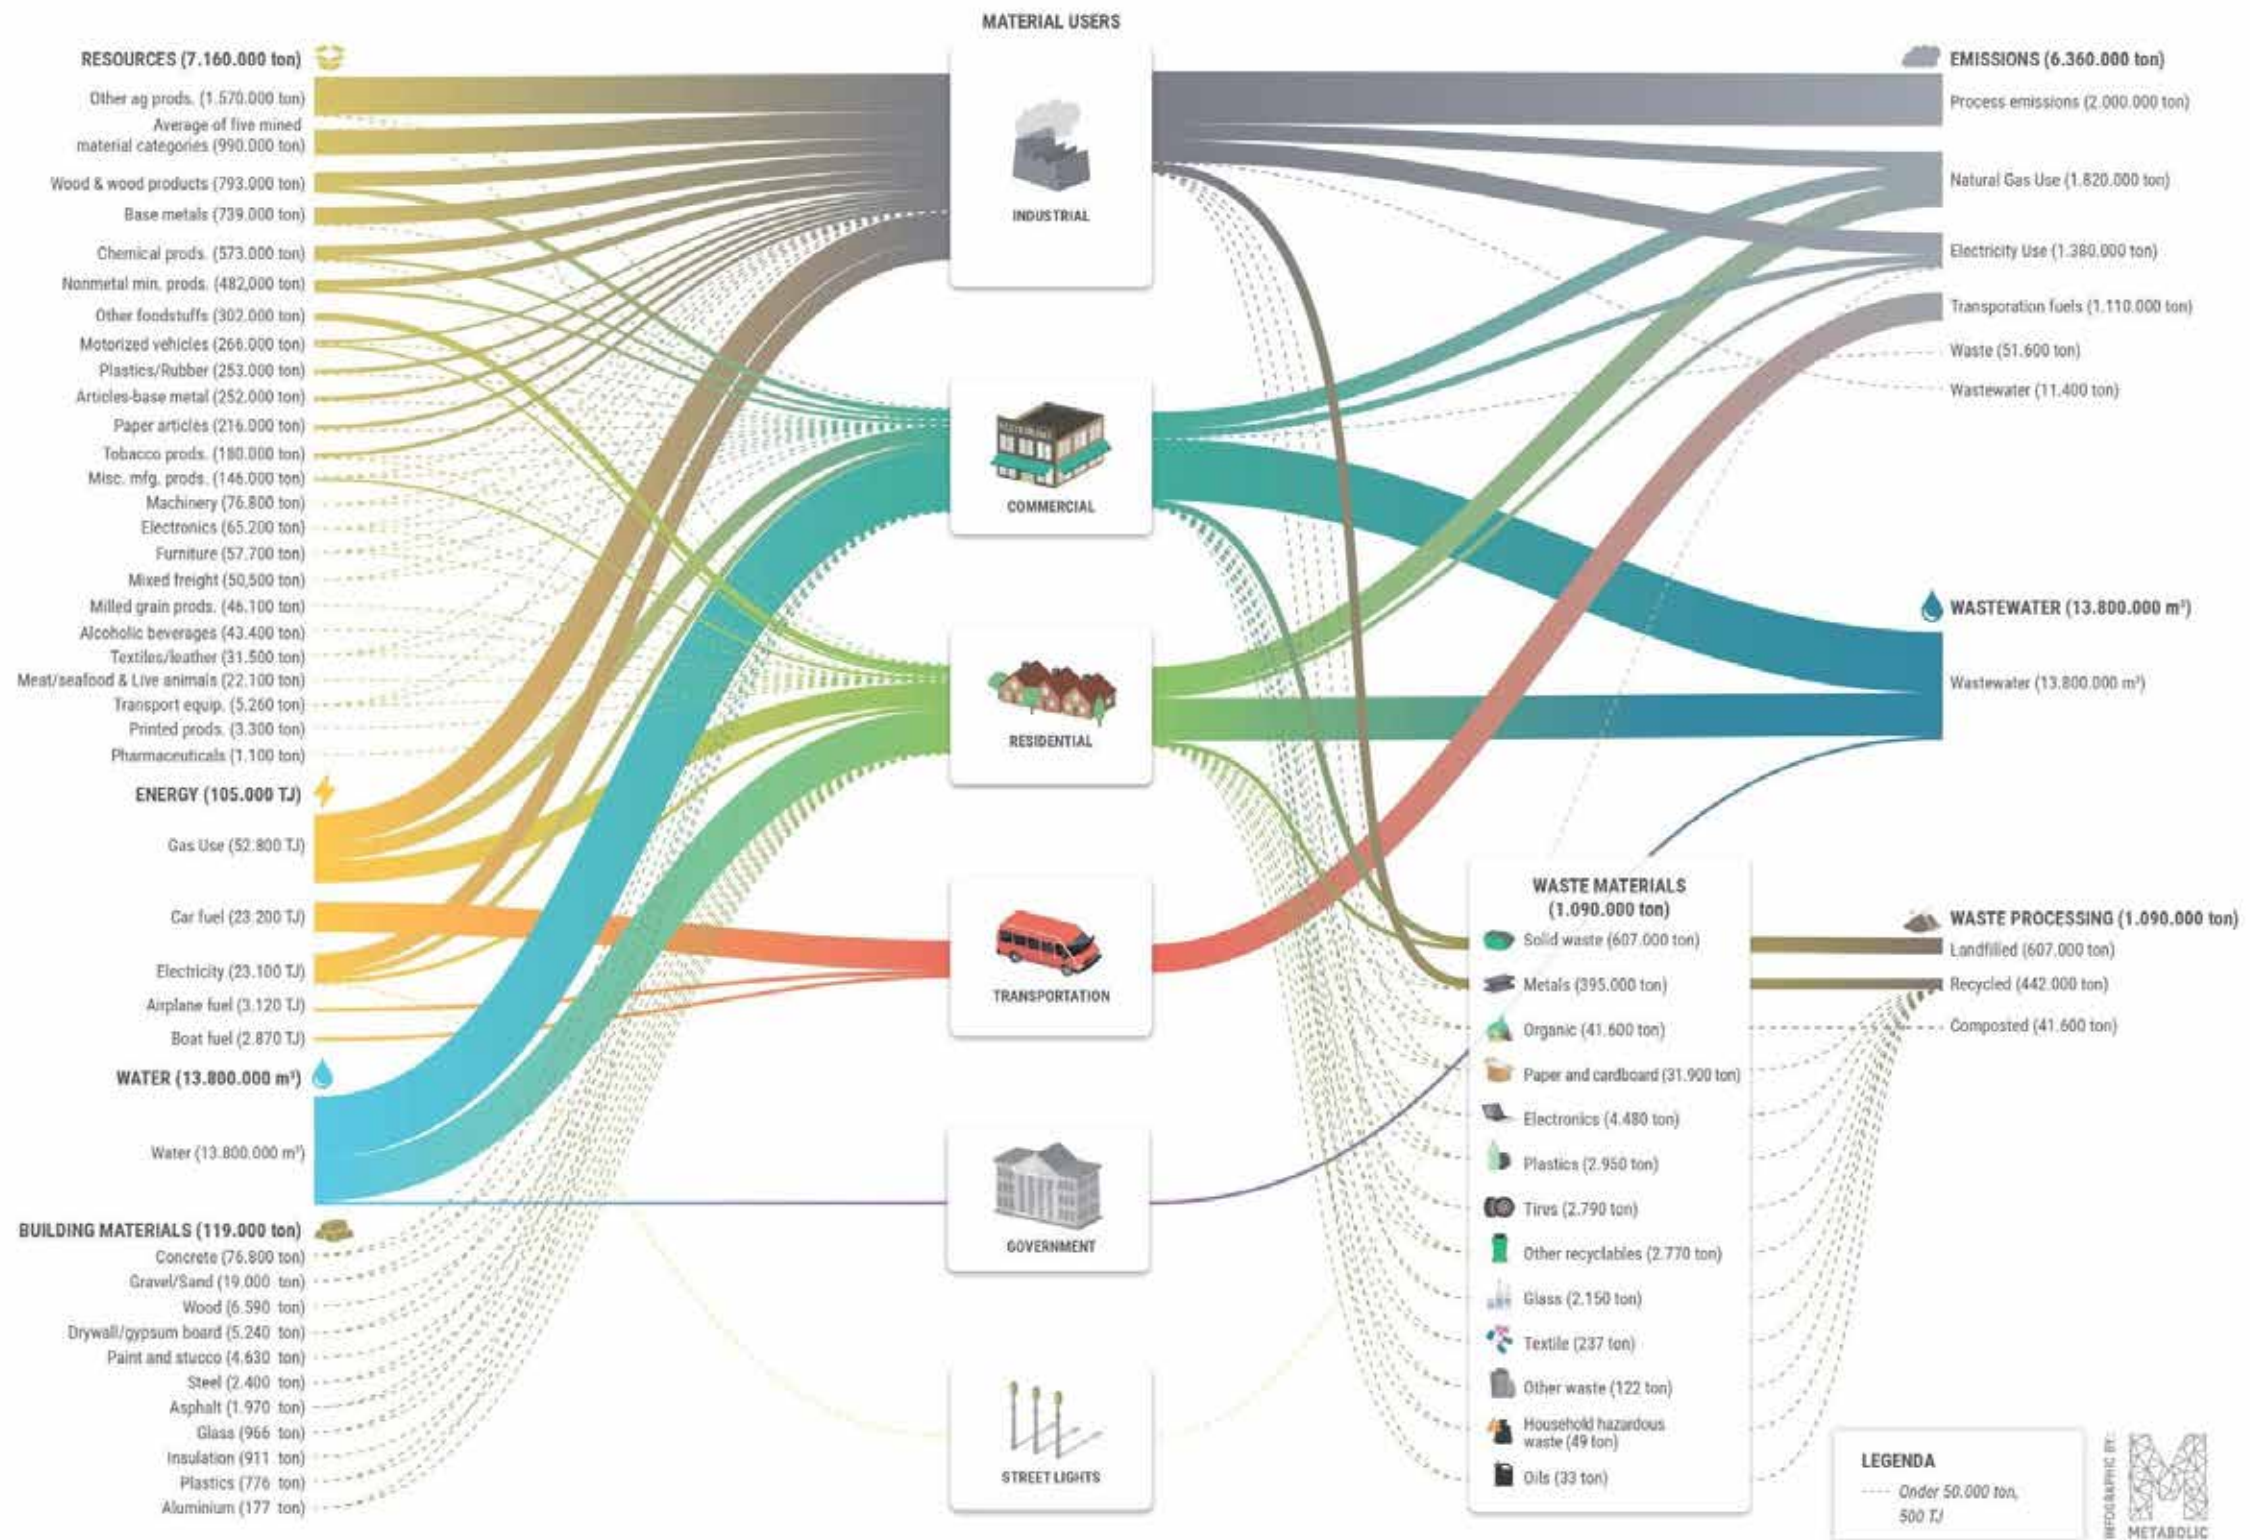 MATERIAL USERS
RESOURCES (7.160.000 ton)
Other ag prods. (1.570.000 ton)
Average of five mined
material categories (990.000 ton)
Wood & wood products (793.000 ton)
Base metals (739.000 ton)
Chemical prods. (573.000 ton)
Nonmetal min. prods. (482,000 ton)
Other foodstuffs (302.000 ton)
Motorized vehicles (266.000 ton)
Plastics/Rubber (253.000 ton)
Articles-base metal (252.000 ton)
Paper articles (216.000 ton)
Tobacco prods. (180.000 ton)
Misc. mfg. prods. (146.000 ton)
Machinery (76.800 ton)
Electronics (65.200 ton)
Furniture (57.700 ton)
Mixed freight (50,500 ton)
Milled grain prods. (46.100 ton)
Alcoholic beverages (43.400 ton)
Textiles/leather (31.500 ton)
Meat/seafood & Live animals (22.100 ton)
Transport equip. (5.260 ton)
Printed prods. (3.300 ton)
Pharmaceuticals (1.100 ton)
ENERGY (105.000 TJ)
Gas Use (52.800 TJ)
Car fuel (23.200 TJ)
Electricity (23.100 TJ)
Airplane fuel (3.120 TJ)
Boat fuel (2.870 TJ)
WATER (13.800.000 m³)
Water (13.800.000 m³)
BUILDING MATERIALS (119.000 ton)
Concrete (76.800 ton)
Gravel/Sand (19.000 ton)
Wood (6.590 ton)
Drywall/gypsum board (5.240 ton)
Paint and stucco (4.630 ton)
Steel (2.400 ton)
Asphalt (1.970 ton)
Glass (966 ton)
Insulation (911 ton)
Plastics (776 ton)
Aluminium (177 ton)
INDUSTRIAL
COMMERCIAL
RESIDENTIAL
TRANSPORTATION
GOVERNMENT
STREET LIGHTS
WASTE MATERIALS
(1.090.000 ton)
Solid waste (607.000 ton)
Metals (395.000 ton)
Organic (41.600 ton)
Paper and cardboard (31.900 ton)
Electronics (4.480 ton)
Plastics (2.950 ton)
Tires (2.790 ton)
Other recyclables (2.770 ton)
Glass (2.150 ton)
Textile (237 ton)
Other waste (122 ton)
Household hazardous
waste (49 ton)
Oils (33 ton)
EMISSIONS (6.360.000 ton)
Process emissions (2.000.000 ton)
Natural Gas Use (1.820.000 ton)
Electricity Use (1.380.000 ton)
Transporation fuels (1.110.000 ton)
Waste (51.600 ton)
Wastewater (11.400 ton)
WASTEWATER (13.800.000 m³)
Wastewater (13.800.000 m³)
WASTE PROCESSING (1.090.000 ton)
Landfilled (607.000 ton)
Recycled (442.000 ton)
Composted (41.600 ton)
LEGENDA
Under 50.000 ton,
500 TJ
INFOGRAPHIC BY:
METABOLIC